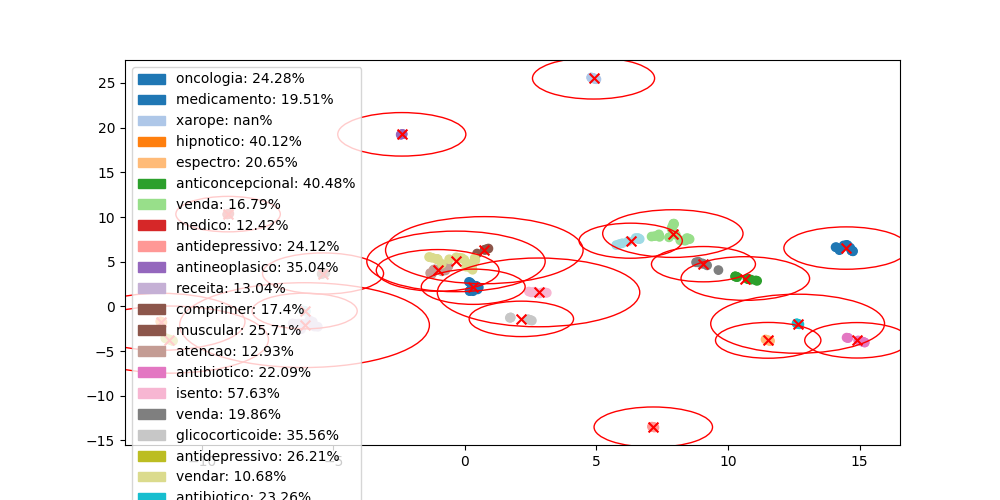 25
20
15
10
5
0
−5
−10
−15
−10
−5
0
5
10
15
oncologia: 24.28%
medicamento: 19.51%
xarope: nan%
hipnotico: 40.12%
espectro: 20.65%
anticoncepcional: 40.48%
venda: 16.79%
medico: 12.42%
antidepressivo: 24.12%
antineoplasico: 35.04%
receita: 13.04%
comprimer: 17.4%
muscular: 25.71%
atencao: 12.93%
antibiotico: 22.09%
isento: 57.63%
venda: 19.86%
glicocorticoide: 35.56%
antidepressivo: 26.21%
vendar: 10.68%
antibiotico: 23.26%